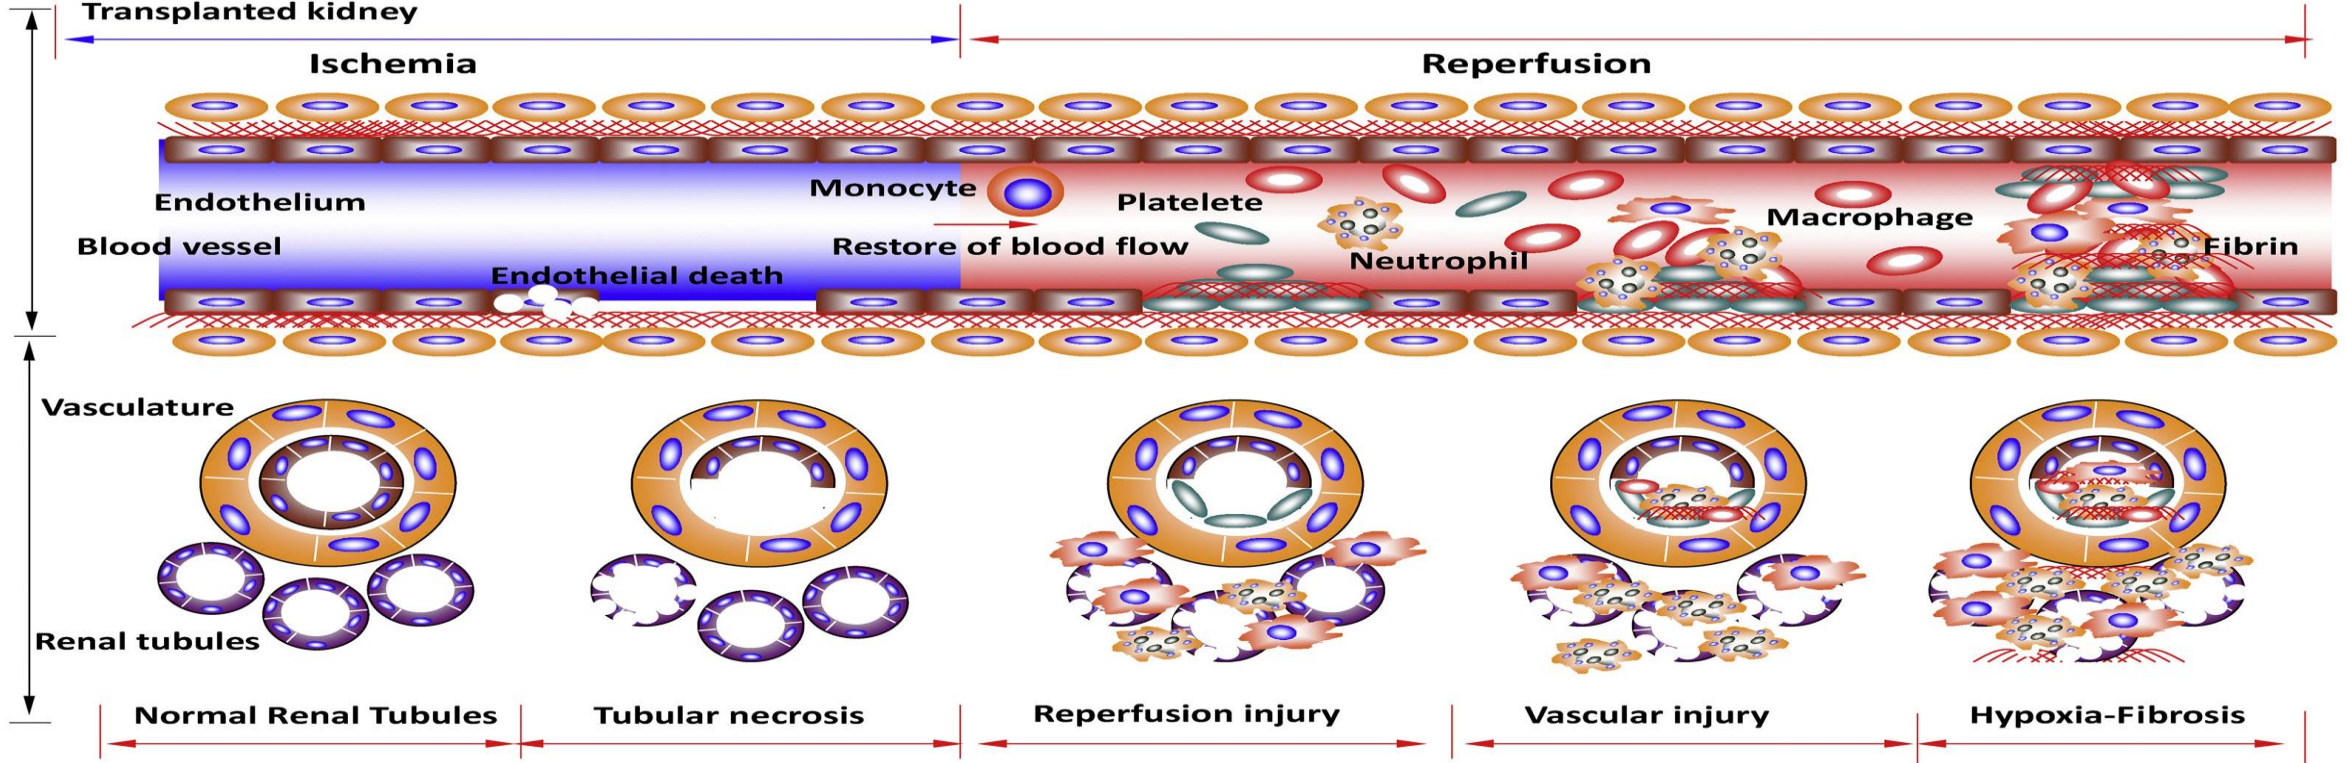 Transplanted kidney
Ischemia
Reperfusion
Endothelium
Monocyte
Platelete
Macrophage
Blood vessel
Restore of blood flow
Neutrophil
Fibrin
Endothelial death
Vasculature
Renal tubules
Normal Renal Tubules
Tubular necrosis
Reperfusion injury
Vascular injury
Hypoxia-Fibrosis